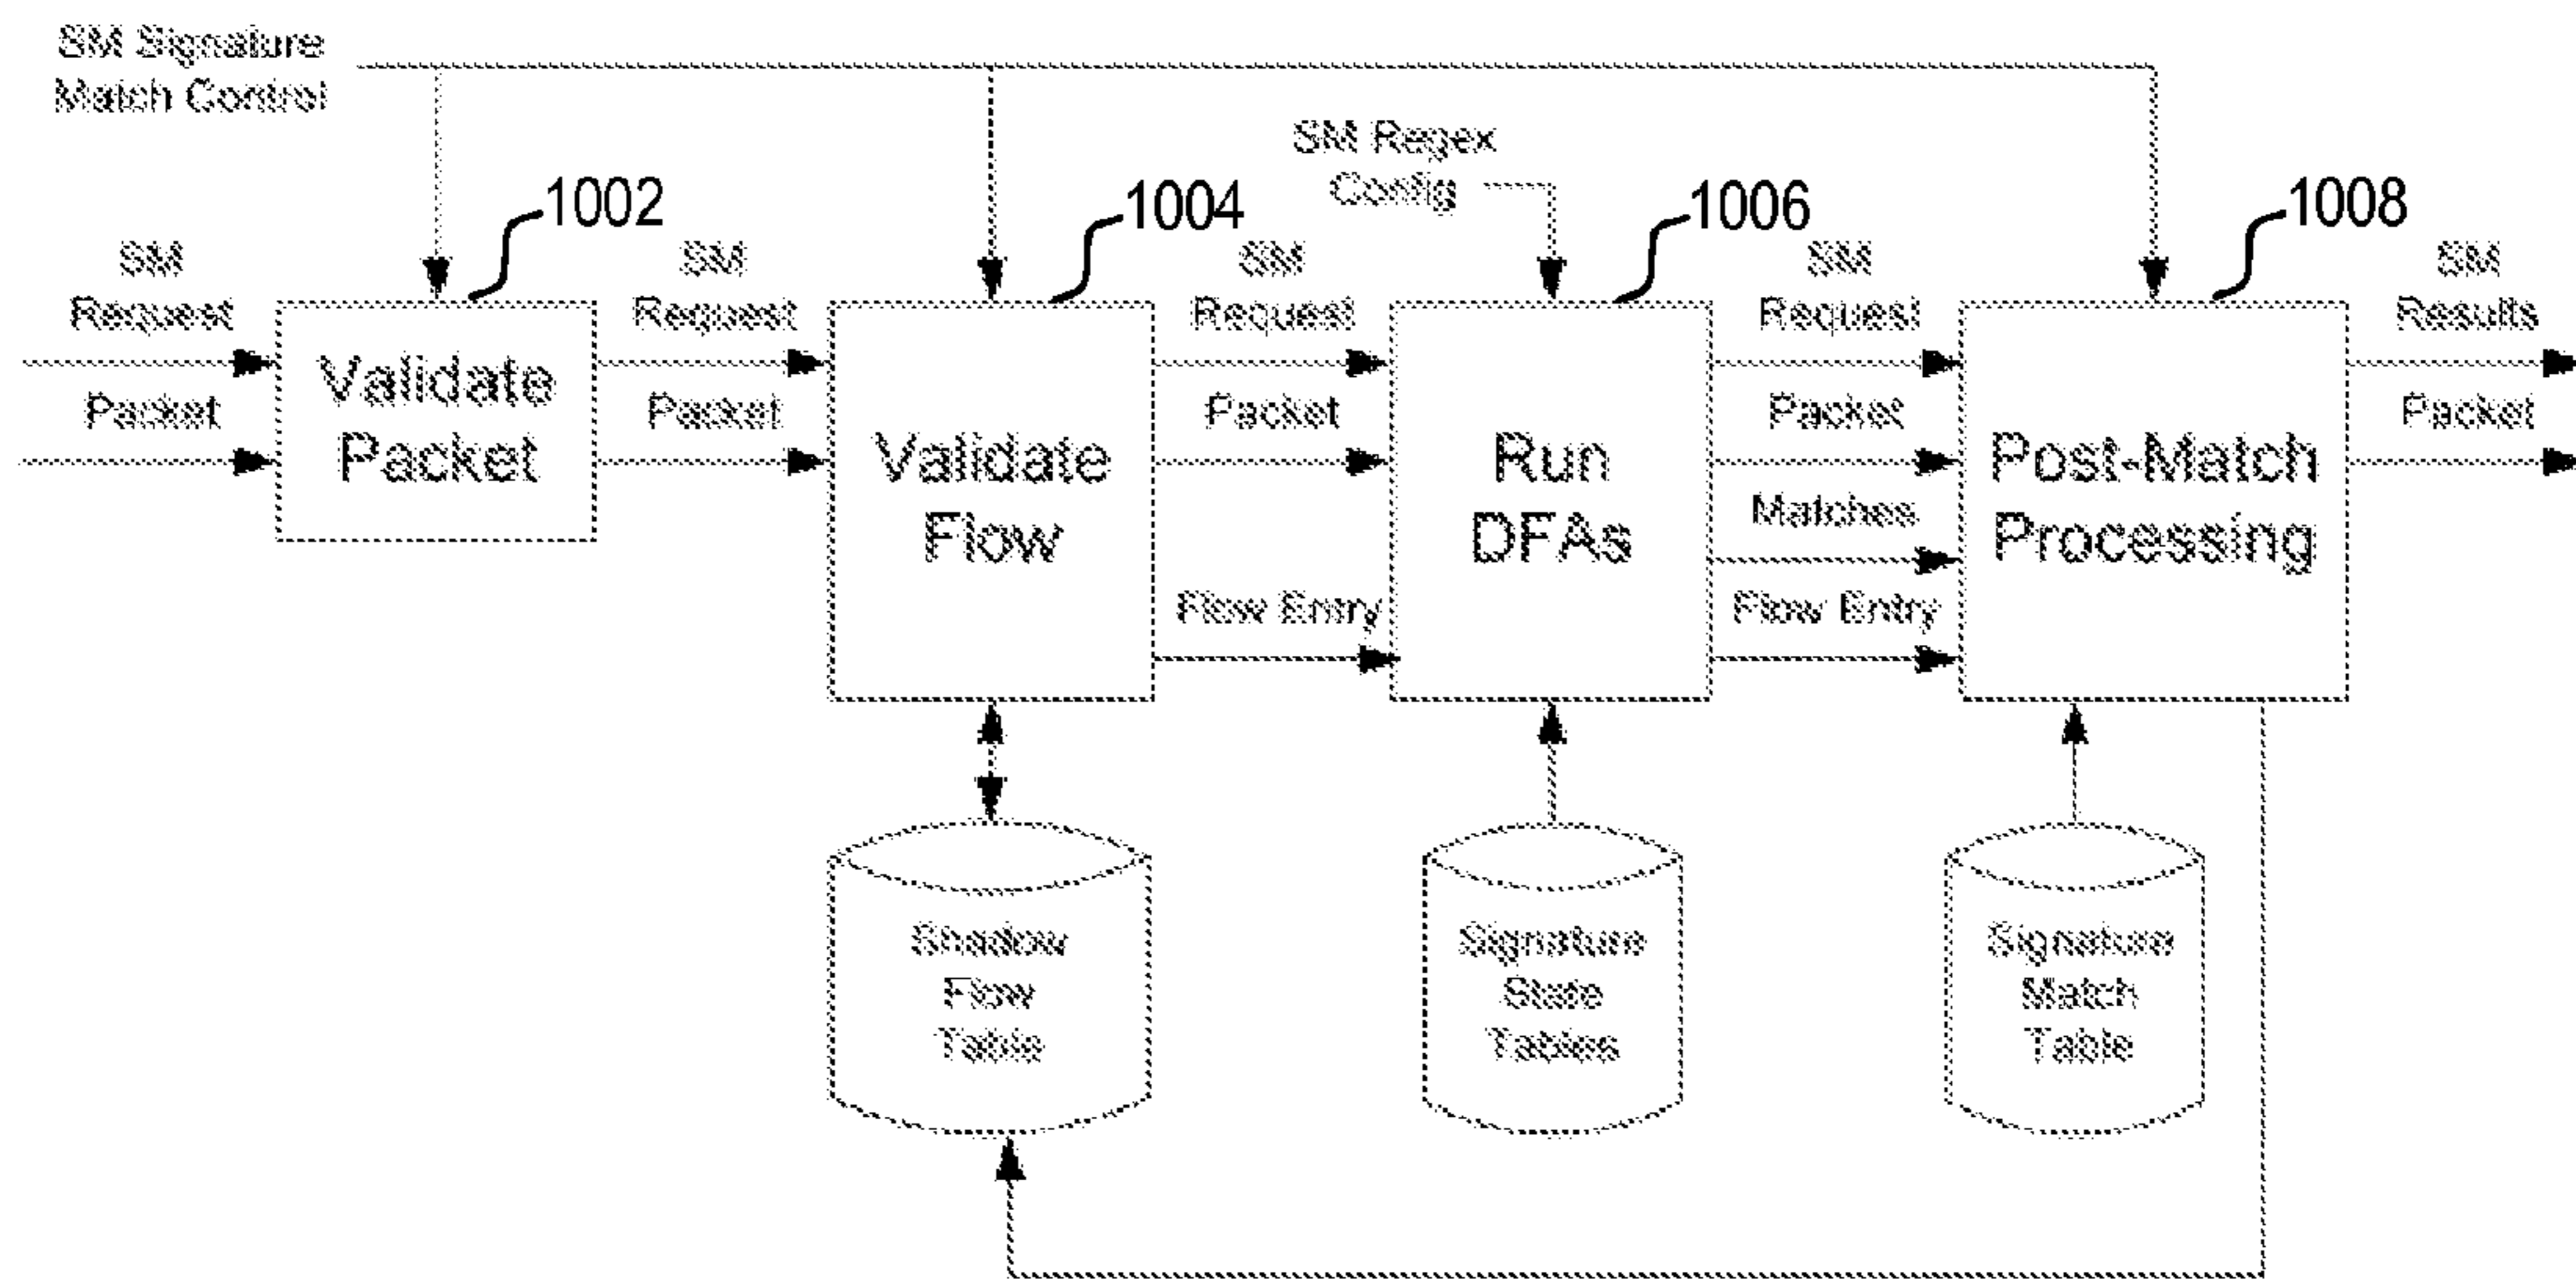 SM Signature
Match Control
SM Regex
Config
1002
1004
1006
1008
SM
Request
Packet
Validate
Packet
SM
Request
Packet
Validate
Flow
SM
Request
Packet
Flow Entry
Run
DFAs
SM
Request
Packet
Matches
Flow Entry
Post-Match
Processing
SM
Results
Packet
Shadow
Flow
Table
Signature
State
Tables
Signature
Match
Table